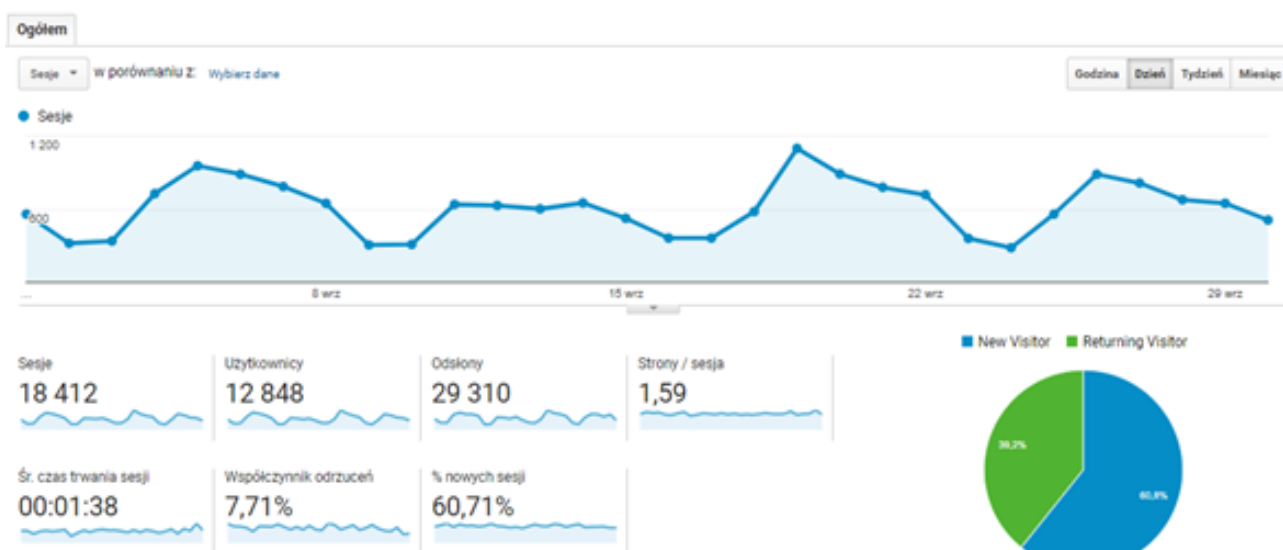 Ogółem
Sesje w porównaniu z: Wybierz dane
Godzina Dzień Tydzień Miesiąc
Sesje
1 200
600
... 8 wrz 15 wrz 22 wrz 29 wrz
New Visitor Returning Visitor
Sesje Użytkownicy Odsłony Strony / sesja
18 412 12 848 29 310 1,59
39,2%
60,8%
Śr. czas trwania sesji Współczynnik odrzuceń % nowych sesji
00:01:38 7,71% 60,71%